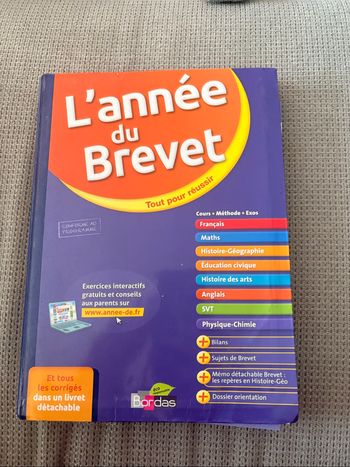 L'année
du
Brevet
Tout pour réussir
CONFORME AU
PROGRAMME
Cours • Méthode • Exos
Français
Maths
Histoire-Géographie
Éducation civique
Histoire des arts
Anglais
SVT
Physique-Chimie
+ Bilans
+ Sujets de Brevet
+ Mémo détachable Brevet :
les repères en Histoire-Géo
+ Dossier orientation
Exercices interactifs
gratuits et conseils
aux parents sur
www.annee-de.fr
Et tous
les corrigés
dans un livret
détachable
Bordas